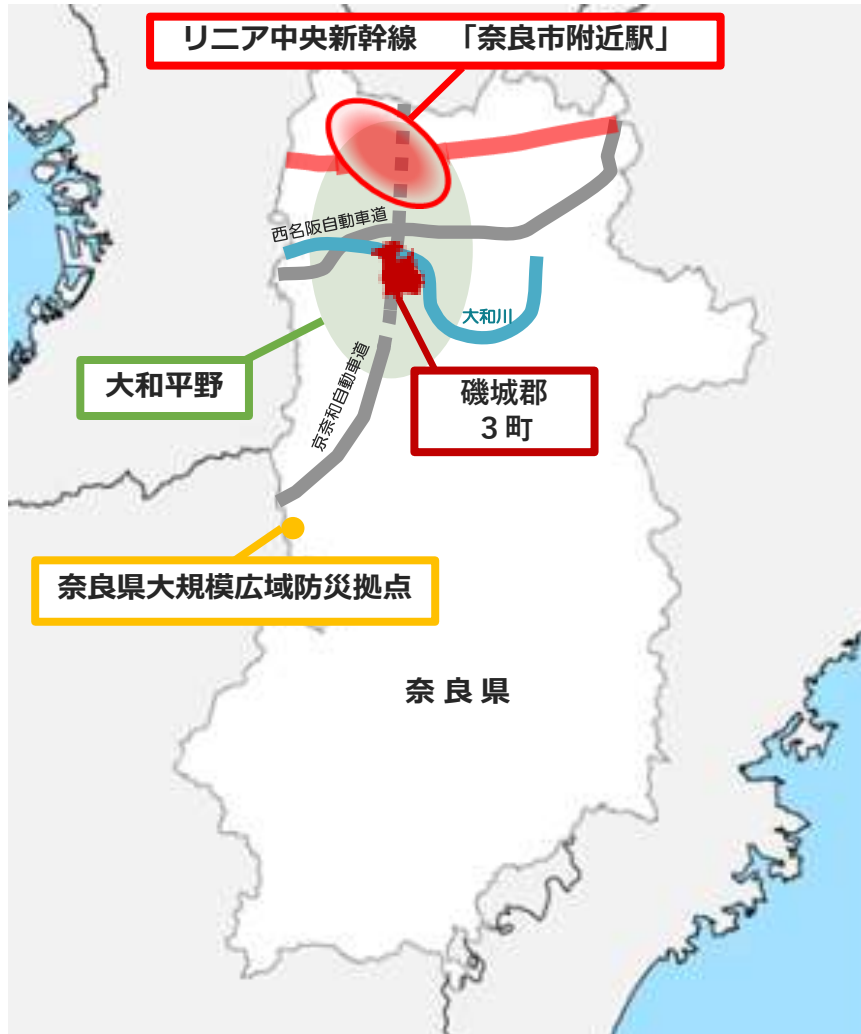 リニア中央新幹線　「奈良市附近駅」
西名阪自動車道
大和川
大和平野
京奈和自動車道
磯城郡
３町
奈良県大規模広域防災拠点
奈良県